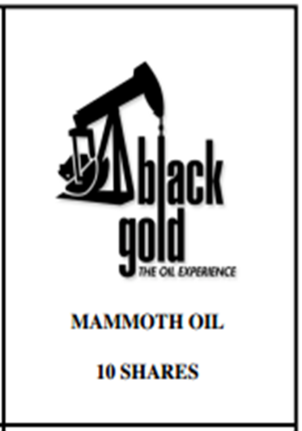 black
gold
THE OIL EXPERIENCE
MAMMOTH OIL
10 SHARES